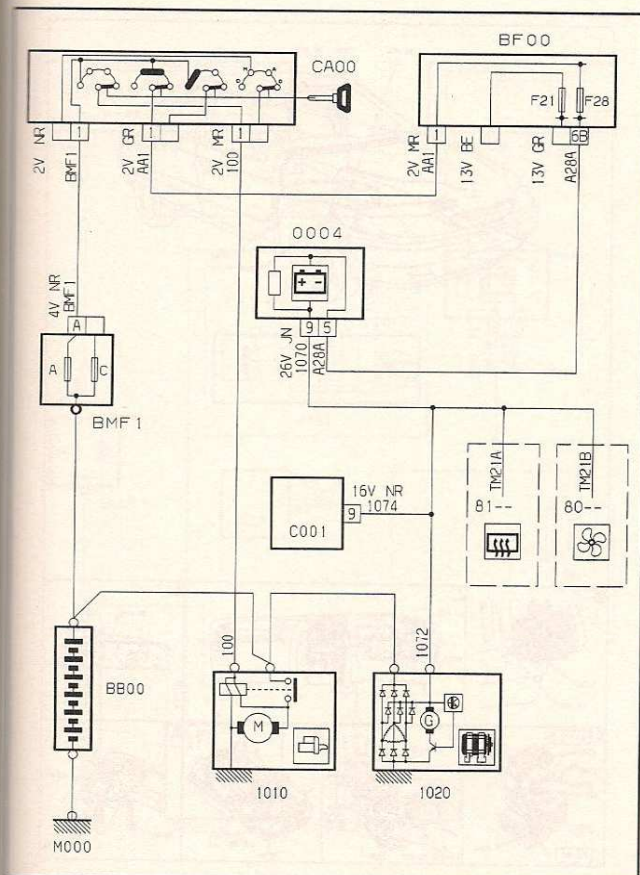 BF00
CA00
F21
F28
1
1
1
1
6B
2V NR
BMF1
2V GR
AA1
2V MR
100
2V MR
AA1
13V BE
13V GR
A28A
0004
+ -
9 5
4V NR
BMF1
26V JN
1070
A28A
A
A
C
BMF1
TM21A
TM21B
16V NR
1074
9
81--
80--
C001
100
1072
BB00
M
G
1010
1020
M000